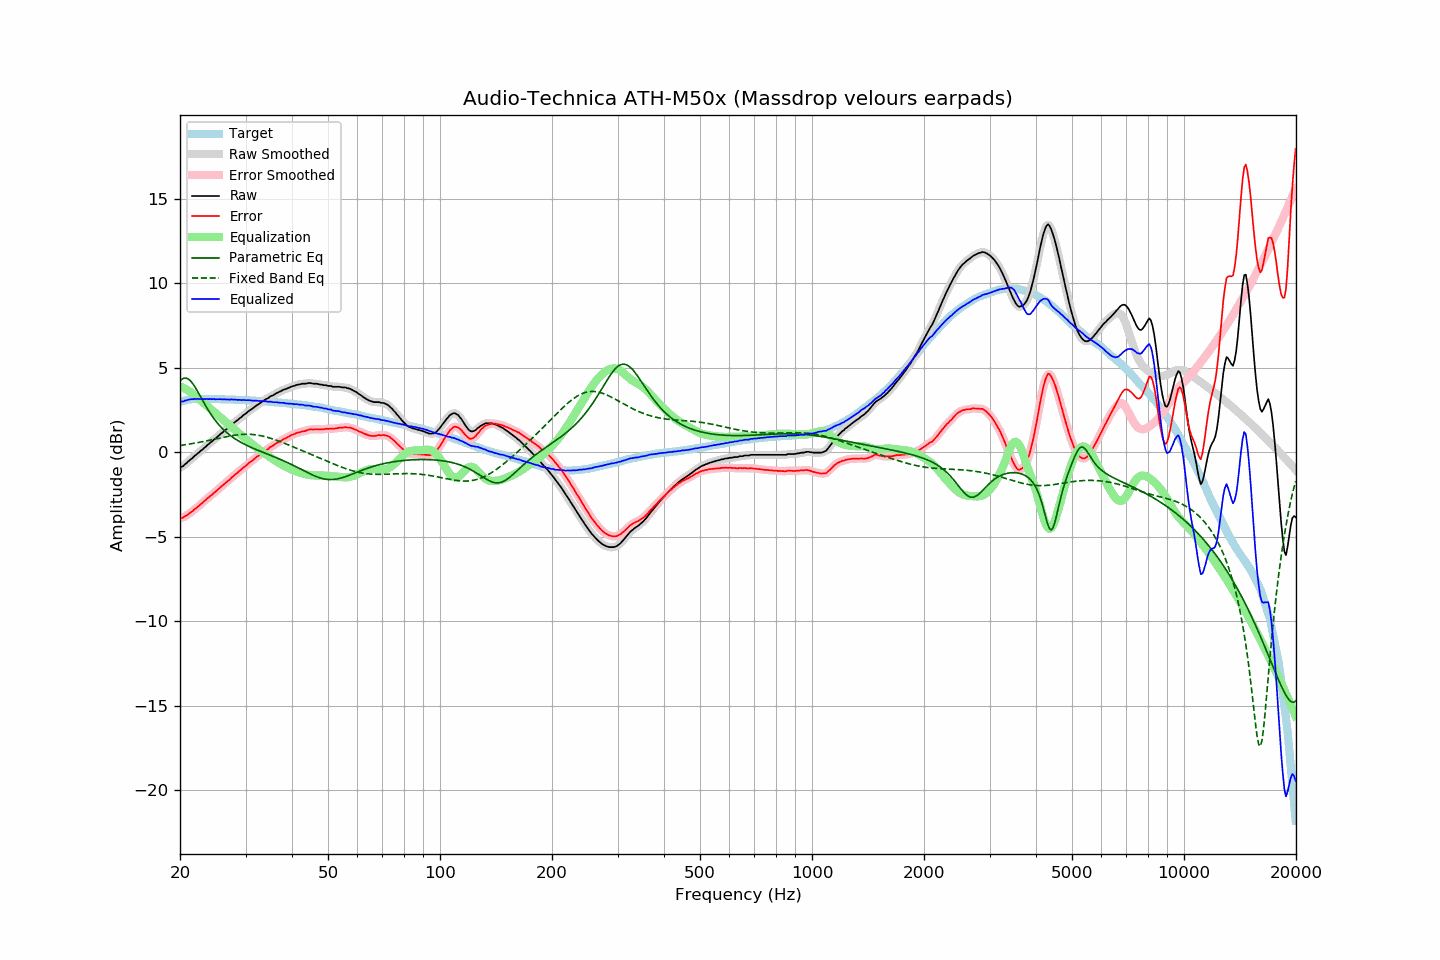 Audio-Technica ATH-M50x (Massdrop velours earpads)
Target
Raw Smoothed
Error Smoothed
Raw
Error
Equalization
Parametric Eq
Fixed Band Eq
Equalized
Amplitude (dBr)
15
10
5
0
−5
−10
−15
−20
20 50 100 200 500 1000 2000 5000 10000 20000
Frequency (Hz)